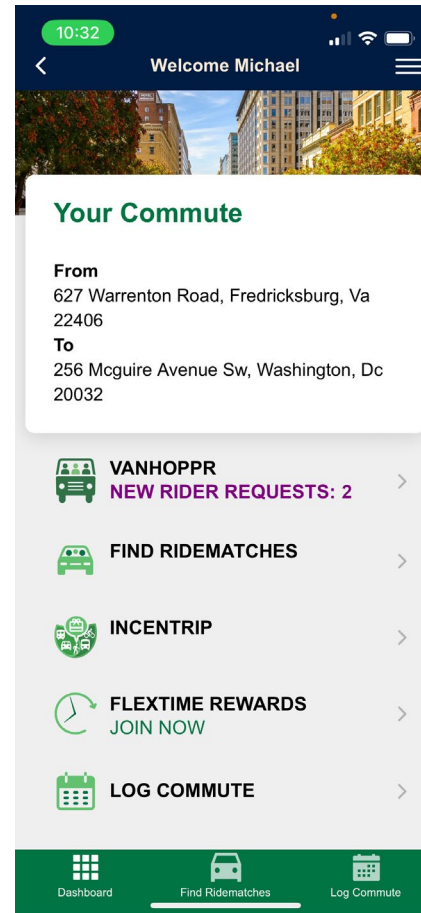 10:32
Welcome Michael
Your Commute
From
627 Warrenton Road, Fredricksburg, Va
22406
To
256 Mcguire Avenue Sw, Washington, Dc
20032
VANHOPPR
NEW RIDER REQUESTS: 2
FIND RIDEMATCHES
INCENTRIP
FLEXTIME REWARDS
JOIN NOW
LOG COMMUTE
Dashboard
Find Ridematches
Log Commute